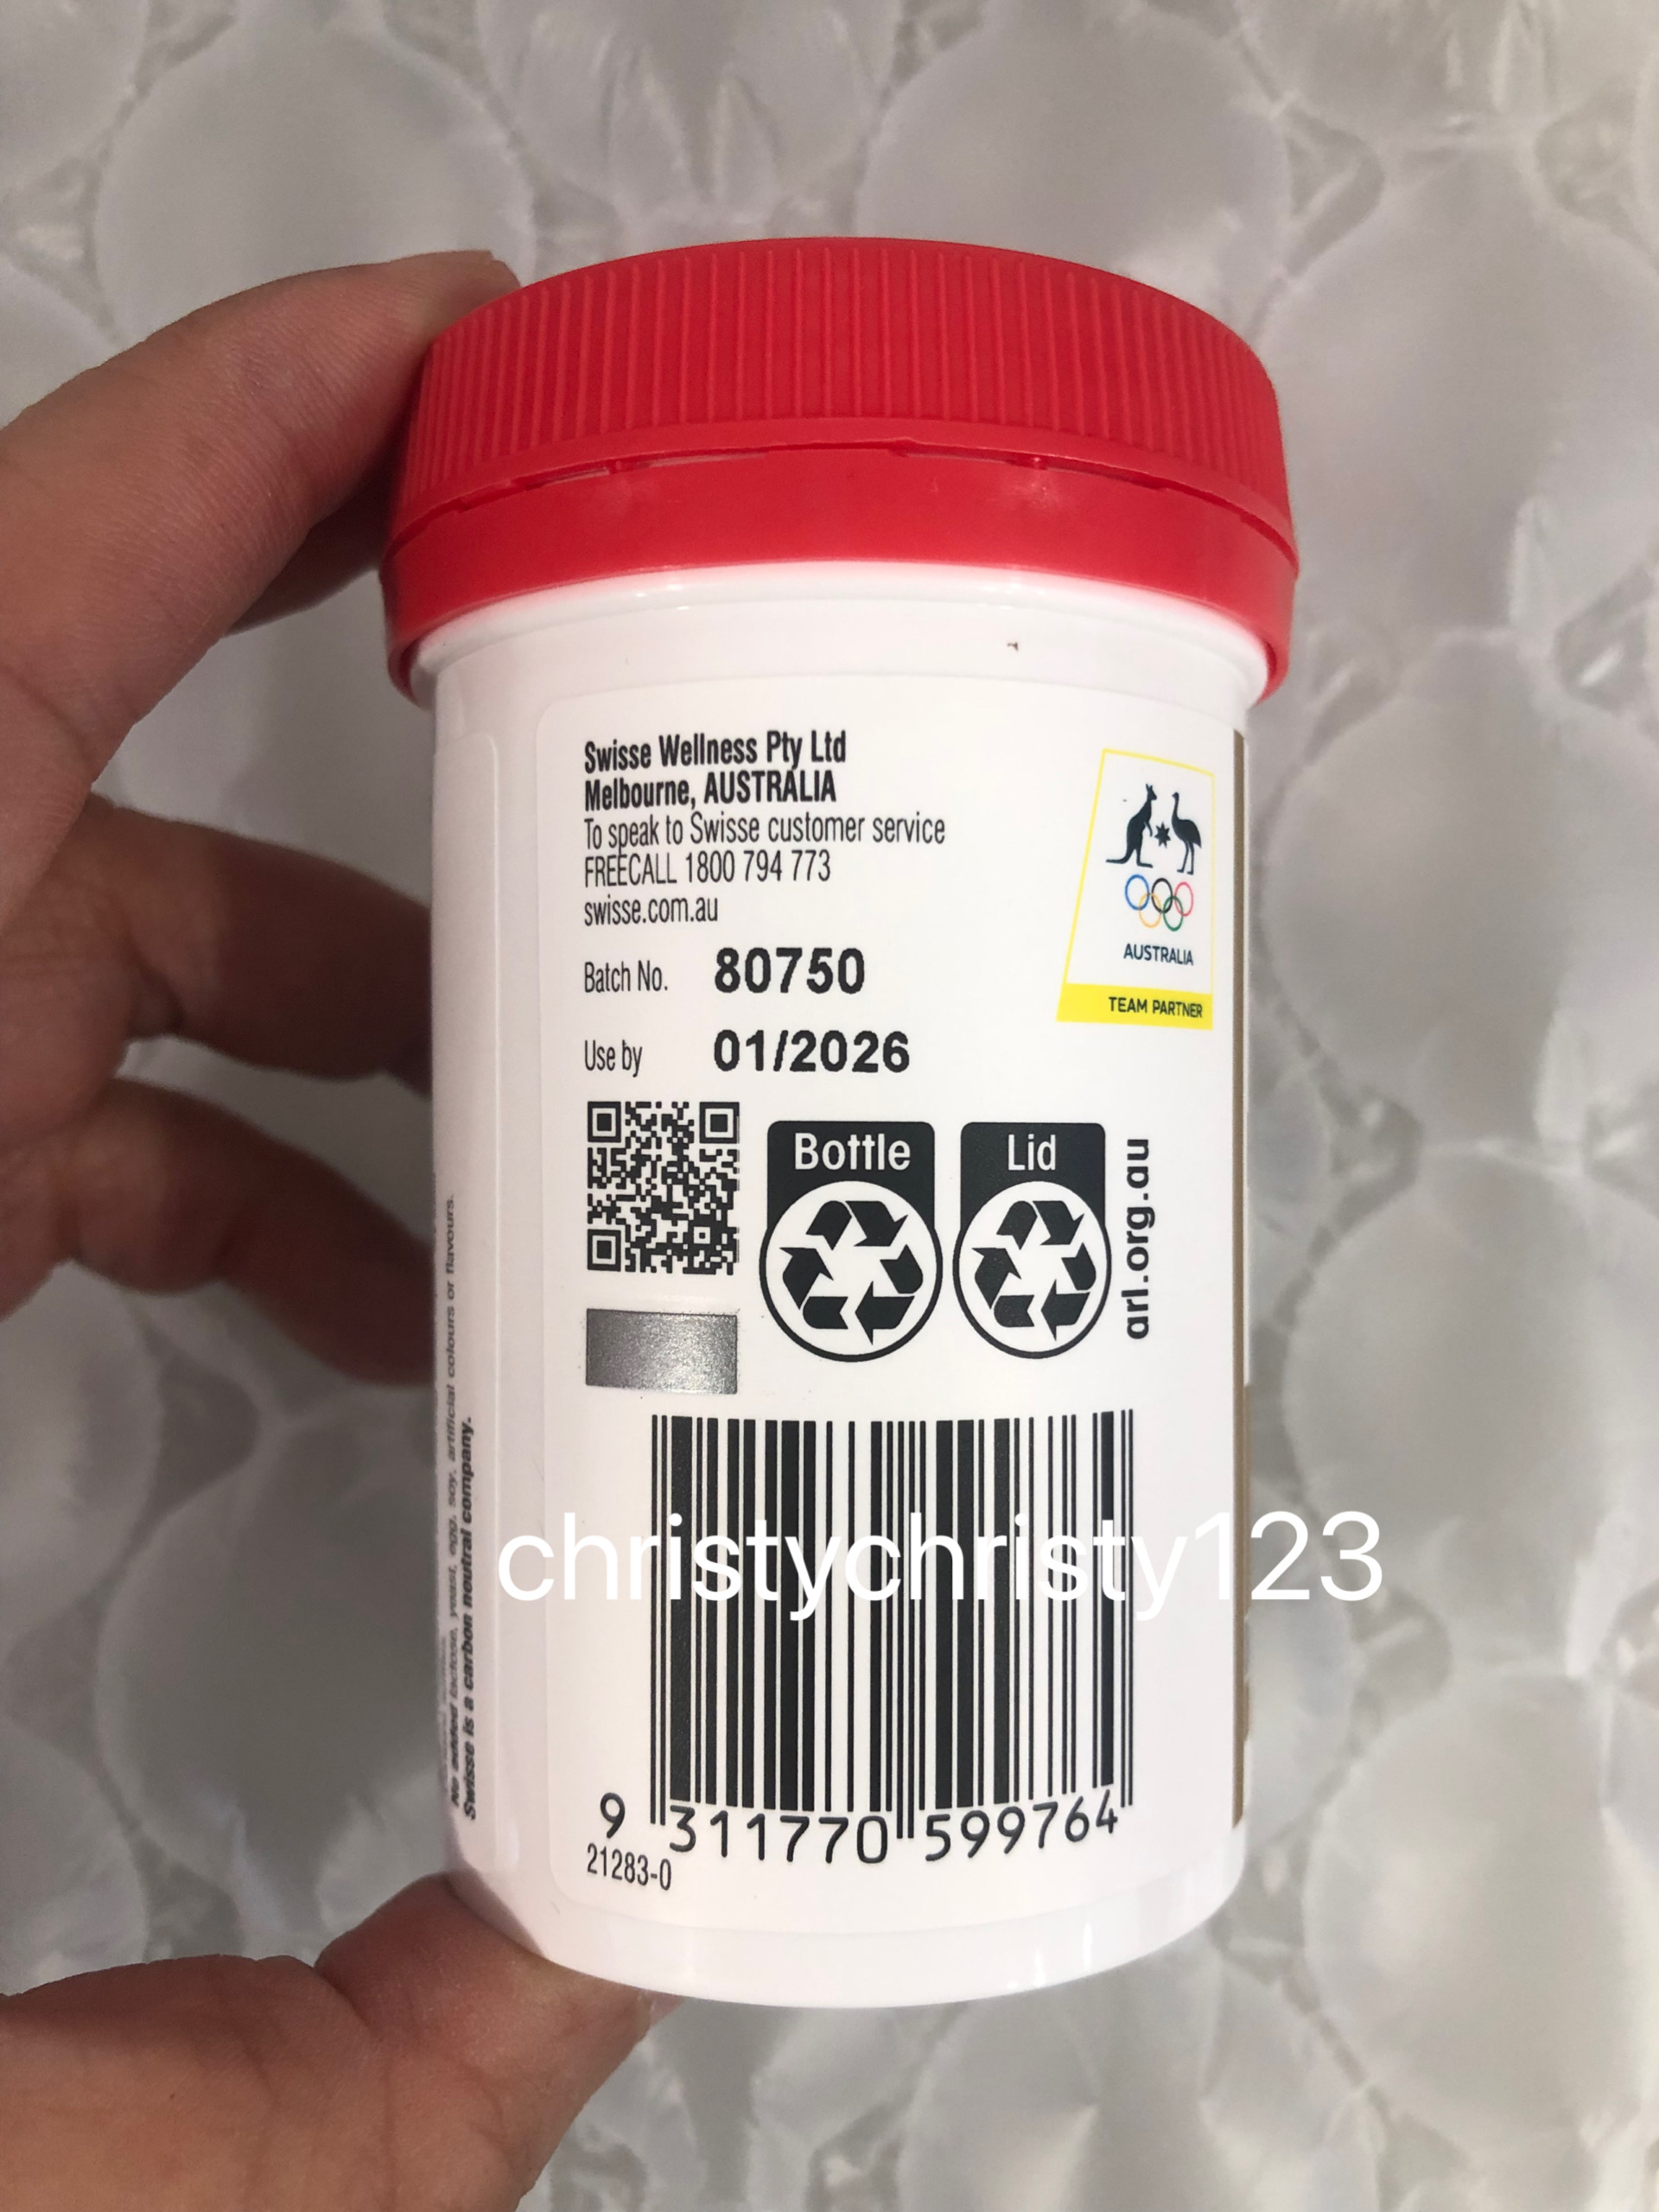 Swisse Wellness Pty Ltd
Melbourne, AUSTRALIA
To speak to Swisse customer service
FREECALL 1800 794 773
swisse.com.au
Batch No. 80750
Use by 01/2026
AUSTRALIA
TEAM PARTNER
Bottle
Lid
arl.org.au
No added lactose, yeast, egg, soy, artificial colours or flavours.
Swisse is a carbon neutral company.
christychristy123
9 311770 599764
21283-0